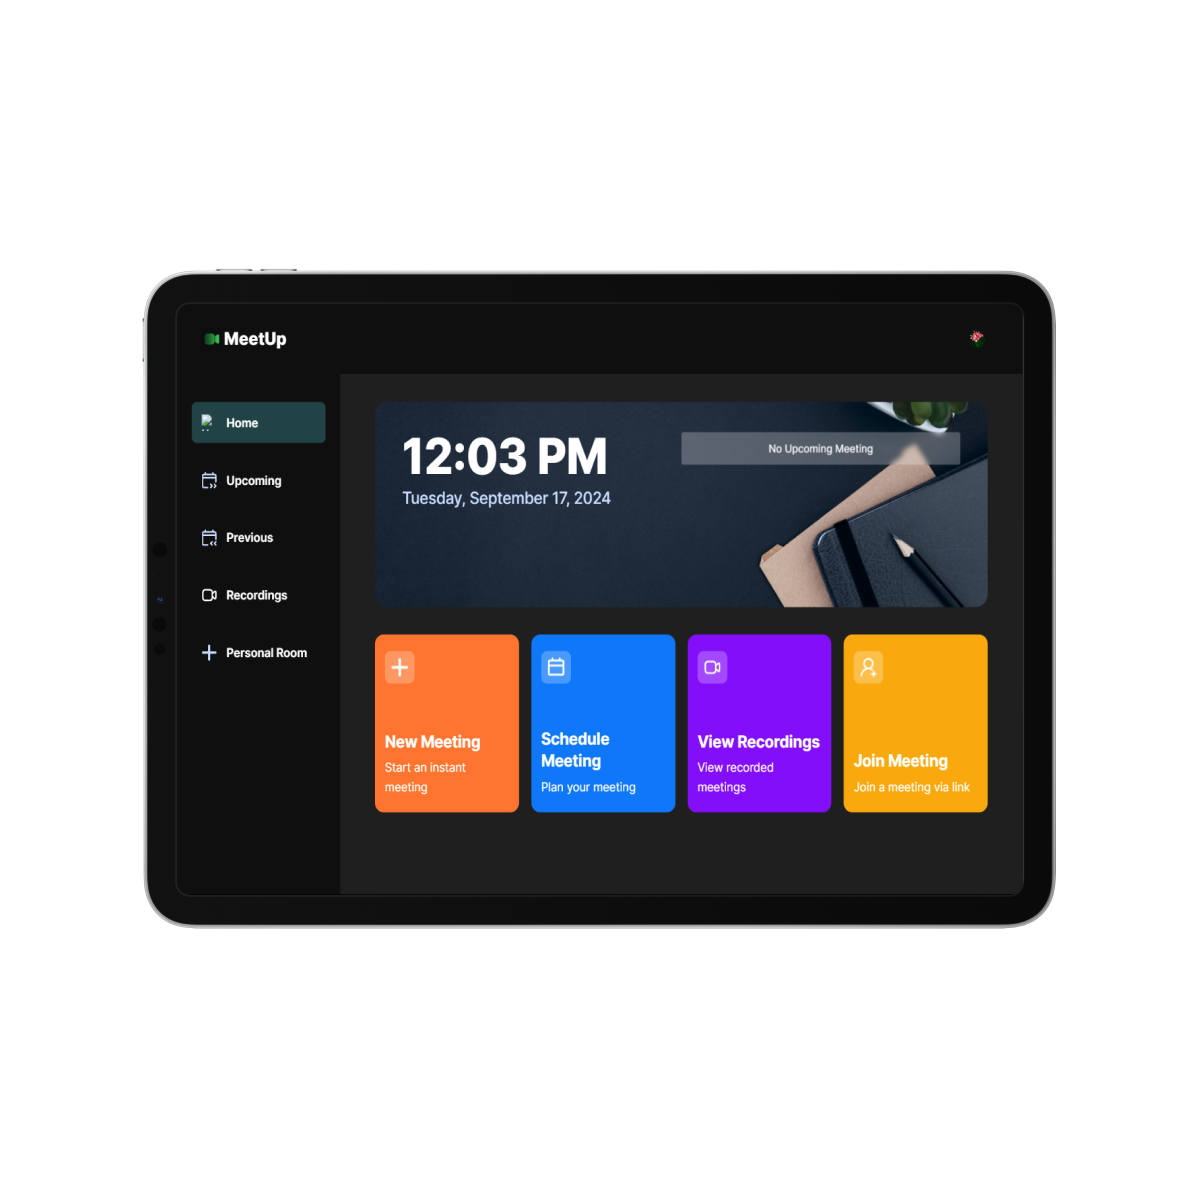 MeetUp
Home
Upcoming
Previous
Recordings
Personal Room
12:03 PM
Tuesday, September 17, 2024
No Upcoming Meeting
New Meeting
Start an instant
meeting
Schedule
Meeting
Plan your meeting
View Recordings
View recorded
meetings
Join Meeting
Join a meeting via link